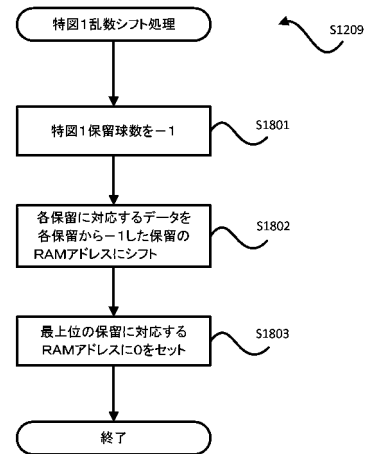 特図1乱数シフト処理
S1209
特図1保留球数を－1
S1801
各保留に対応するデータを
各保留から－1した保留の
RAMアドレスにシフト
S1802
最上位の保留に対応する
RAMアドレスに0をセット
S1803
終了